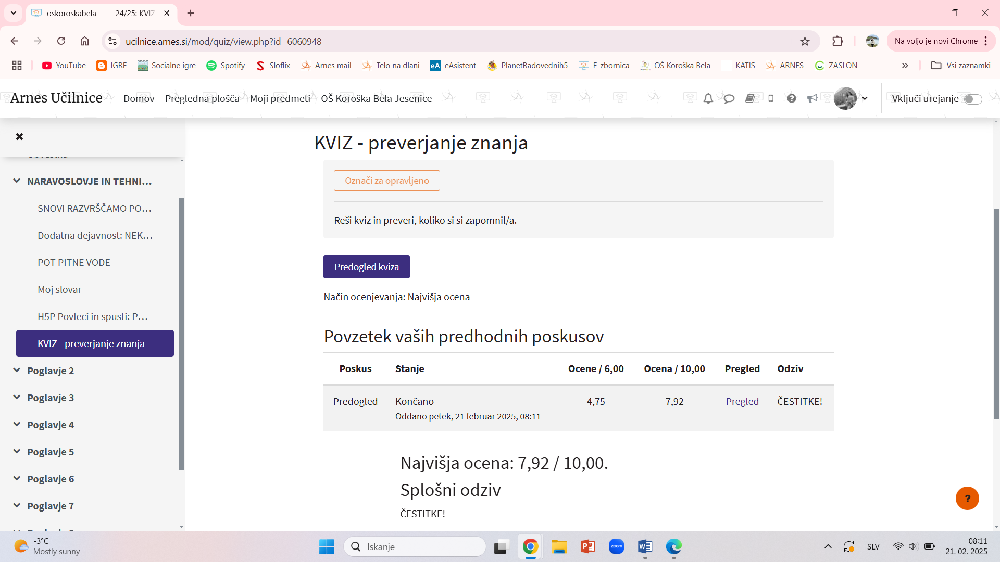 oskoroskabela-____-24/25: KVIZ
ucilnice.arnes.si/mod/quiz/view.php?id=6060948
Na voljo je novi Chrome
YouTube IGRE Socialne igre Spotify Sloflix Arnes mail Telo na dlani eAsistent PlanetRadovednih5 E-zbornica OŠ Koroška Bela KATIS ARNES ZASLON Vsi zaznamki
Arnes Učilnice Domov Pregledna plošča Moji predmeti OŠ Koroška Bela Jesenice Vključi urejanje
Obvestila
NARAVOSLOVJE IN TEHNI...
SNOVI RAZVRŠČAMO PO...
Dodatna dejavnost: NEK...
POT PITNE VODE
Moj slovar
H5P Povleci in spusti: P...
KVIZ - preverjanje znanja
Poglavje 2
Poglavje 3
Poglavje 4
Poglavje 5
Poglavje 6
Poglavje 7
KVIZ - preverjanje znanja
Označi za opravljeno
Reši kviz in preveri, koliko si si zapomnil/a.
Predogled kviza
Način ocenjevanja: Najvišja ocena
Povzetek vaših predhodnih poskusov
Poskus Stanje Ocene / 6,00 Ocena / 10,00 Pregled Odziv
Predogled Končano 4,75 7,92 Pregled ČESTITKE!
Oddano petek, 21 februar 2025, 08:11
Najvišja ocena: 7,92 / 10,00.
Splošni odziv
ČESTITKE!
?
-3°C
Mostly sunny
Iskanje
zoom
SLV
08:11
21. 02. 2025